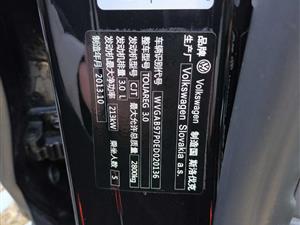 品牌 Volkswagen 制造国 斯洛伐克
生产厂 Volkswagen Slovakia a.s.
车辆识别代号 WVGAB97P0ED020136
整车型号 TOUAREG 3.0
发动机型号 CJT 最大允许总质量 2800kg
发动机排量 3.0 L
发动机最大净功率 213kW 乘坐人数 5
制造年月 2013.10